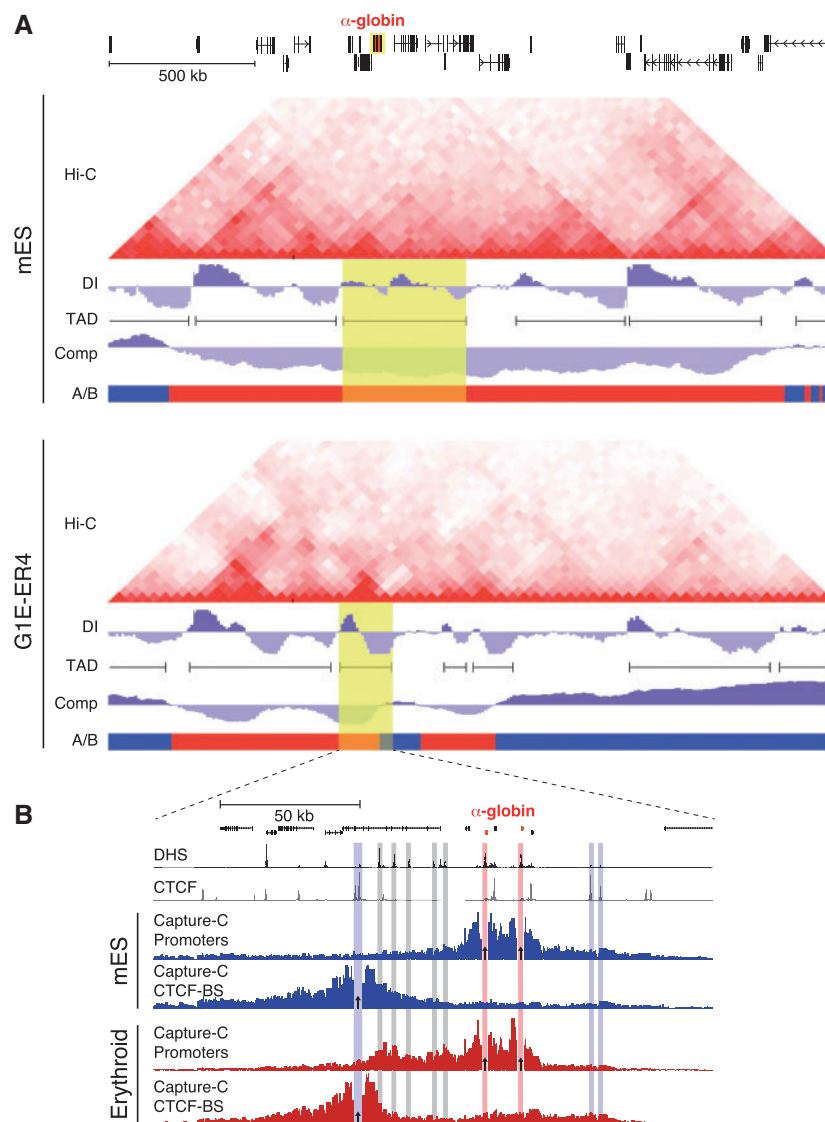 A
α-globin
500 kb
mES
Hi-C
DI
TAD
Comp
A/B
G1E-ER4
Hi-C
DI
TAD
Comp
A/B
B
50 kb
α-globin
DHS
CTCF
mES
Capture-C
Promoters
Capture-C
CTCF-BS
Erythroid
Capture-C
Promoters
Capture-C
CTCF-BS